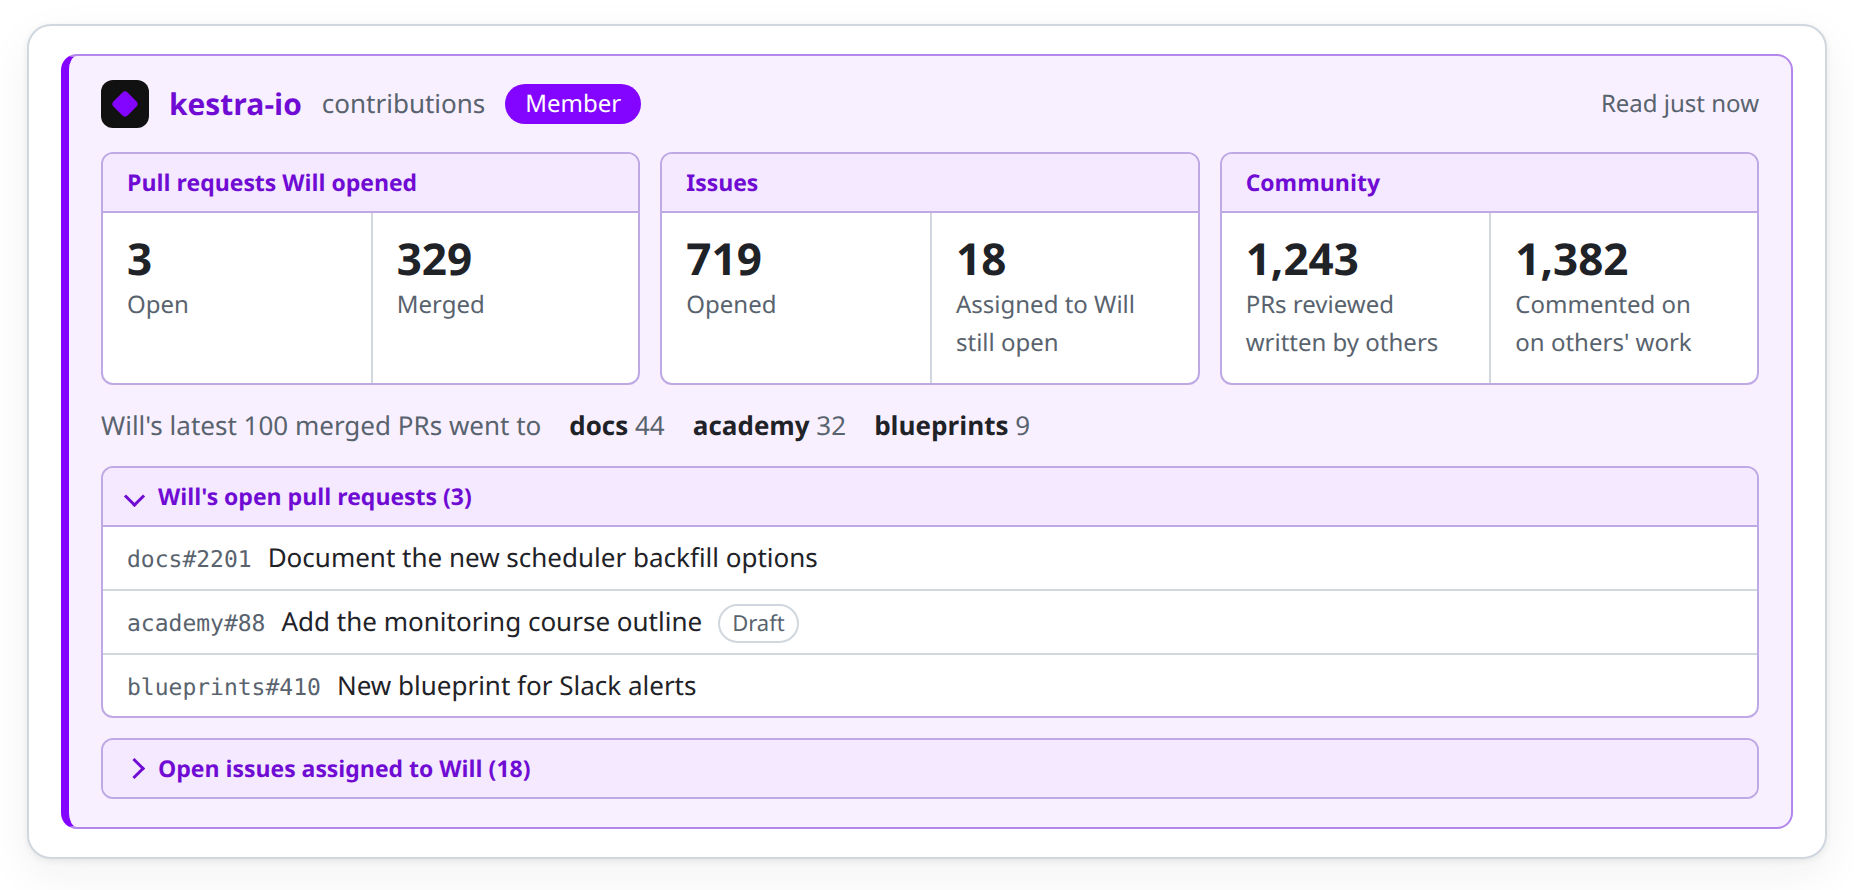 kestra-io contributions Member Read just now
Pull requests Will opened
3
Open
329
Merged
Issues
719
Opened
18
Assigned to Will
still open
Community
1,243
PRs reviewed
written by others
1,382
Commented on
on others' work
Will's latest 100 merged PRs went to docs 44 academy 32 blueprints 9
Will's open pull requests (3)
docs#2201 Document the new scheduler backfill options
academy#88 Add the monitoring course outline Draft
blueprints#410 New blueprint for Slack alerts
Open issues assigned to Will (18)